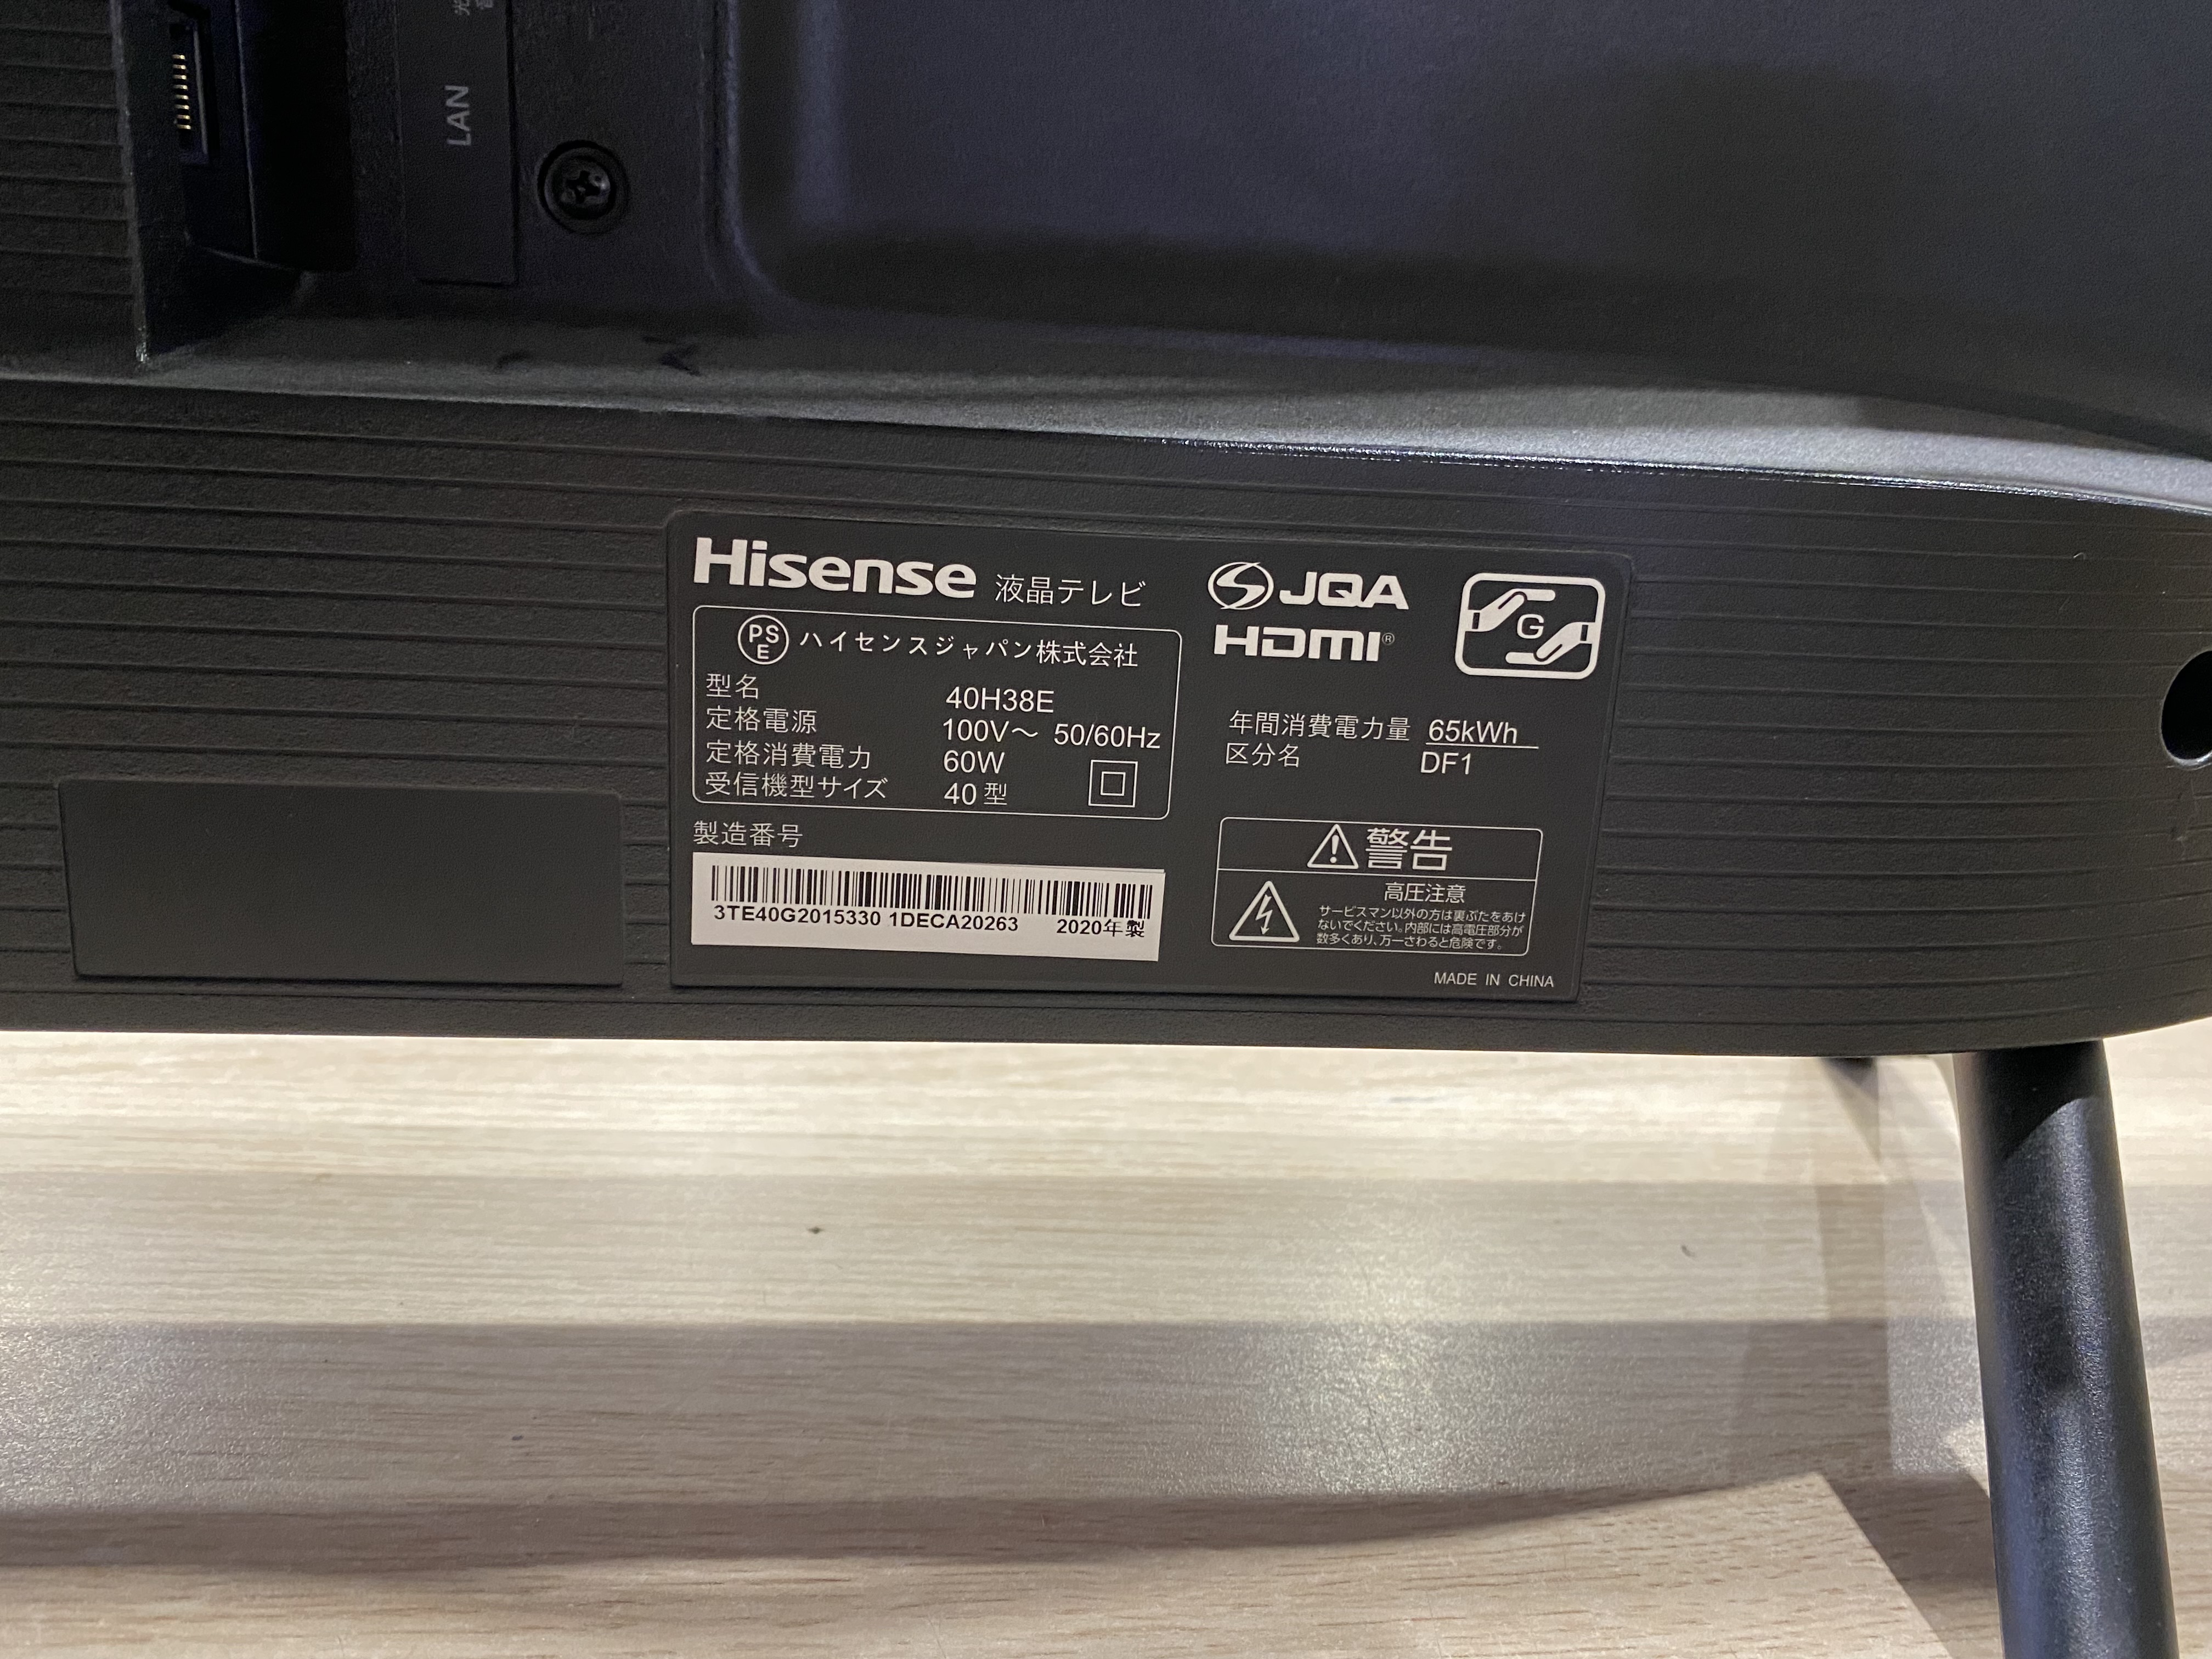 LAN
Hisense 液晶テレビ
PS
E
ハイセンスジャパン株式会社
型名 40H38E
定格電源 100V～ 50/60Hz
定格消費電力 60W
受信機型サイズ 40型
製造番号
3TE40G2015330 1DECA20263 2020年製
JQA
HDMI®
G
年間消費電力量 65kWh
区分名 DF1
警告
高圧注意
サービスマン以外の方は裏ぶたをあけ
ないでください。内部には高電圧部分が
数多くあり、万一さわると危険です。
MADE IN CHINA